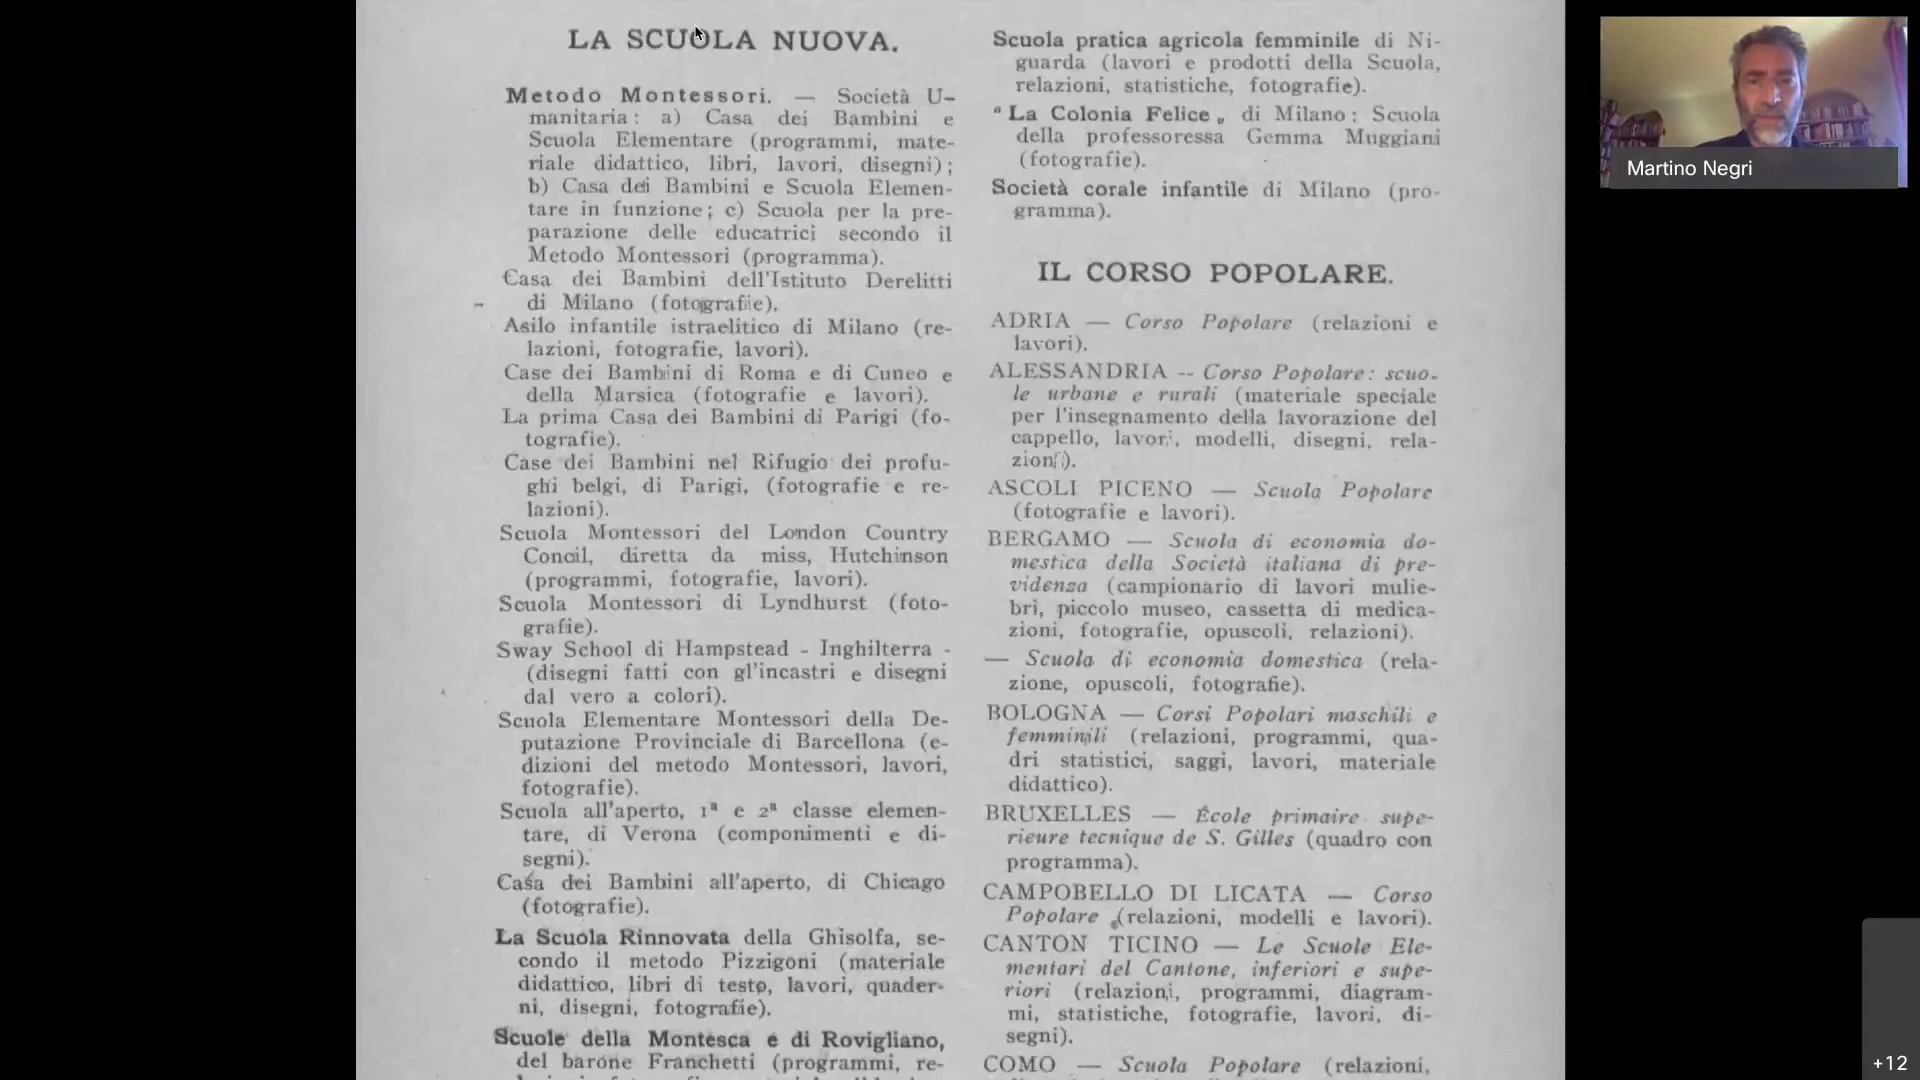 LA SCUOLA NUOVA.
Metodo Montessori. — Società U-
manitaria: a) Casa dei Bambini e
Scuola Elementare (programmi, mate-
riale didattico, libri, lavori, disegni);
b) Casa dei Bambini e Scuola Elemen-
tare in funzione; c) Scuola per la pre-
parazione delle educatrici secondo il
Metodo Montessori (programma).
Casa dei Bambini dell'Istituto Derelitti
di Milano (fotografie).
Asilo infantile istraelitico di Milano (re-
lazioni, fotografie, lavori).
Case dei Bambini di Roma e di Cuneo e
della Marsica (fotografie e lavori).
La prima Casa dei Bambini di Parigi (fo-
tografie).
Case dei Bambini nel Rifugio dei profu-
ghi belgi, di Parigi, (fotografie e re-
lazioni).
Scuola Montessori del London Country
Concil, diretta da miss, Hutchinson
(programmi, fotografie, lavori).
Scuola Montessori di Lyndhurst (foto-
grafie).
Sway School di Hampstead - Inghilterra -
(disegni fatti con gl'incastri e disegni
dal vero a colori).
Scuola Elementare Montessori della De-
putazione Provinciale di Barcellona (e-
dizioni del metodo Montessori, lavori,
fotografie).
Scuola all'aperto, 1ª e 2ª classe elemen-
tare, di Verona (componimenti e di-
segni).
Casa dei Bambini all'aperto, di Chicago
(fotografie).
La Scuola Rinnovata della Ghisolfa, se-
condo il metodo Pizzigoni (materiale
didattico, libri di testo, lavori, quader-
ni, disegni, fotografie).
Scuole della Montesca e di Rovigliano,
del barone Franchetti (programmi, re-
Scuola pratica agricola femminile di Ni-
guarda (lavori e prodotti della Scuola,
relazioni, statistiche, fotografie).
“ La Colonia Felice „ di Milano: Scuola
della professoressa Gemma Muggiani
(fotografie).
Società corale infantile di Milano (pro-
gramma).
IL CORSO POPOLARE.
ADRIA — Corso Popolare (relazioni e
lavori).
ALESSANDRIA -- Corso Popolare: scuo-
le urbane e rurali (materiale speciale
per l'insegnamento della lavorazione del
cappello, lavori, modelli, disegni, rela-
zioni).
ASCOLI PICENO — Scuola Popolare
(fotografie e lavori).
BERGAMO — Scuola di economia do-
mestica della Società italiana di pre-
videnza (campionario di lavori mulie-
bri, piccolo museo, cassetta di medica-
zioni, fotografie, opuscoli, relazioni).
— Scuola di economia domestica (rela-
zione, opuscoli, fotografie).
BOLOGNA — Corsi Popolari maschili e
femminili (relazioni, programmi, qua-
dri statistici, saggi, lavori, materiale
didattico).
BRUXELLES — École primaire supe-
rieure tecnique de S. Gilles (quadro con
programma).
CAMPOBELLO DI LICATA — Corso
Popolare (relazioni, modelli e lavori).
CANTON TICINO — Le Scuole Ele-
mentari del Cantone, inferiori e supe-
riori (relazioni, programmi, diagram-
mi, statistiche, fotografie, lavori, di-
segni).
COMO — Scuola Popolare (relazioni,
Martino Negri
+12